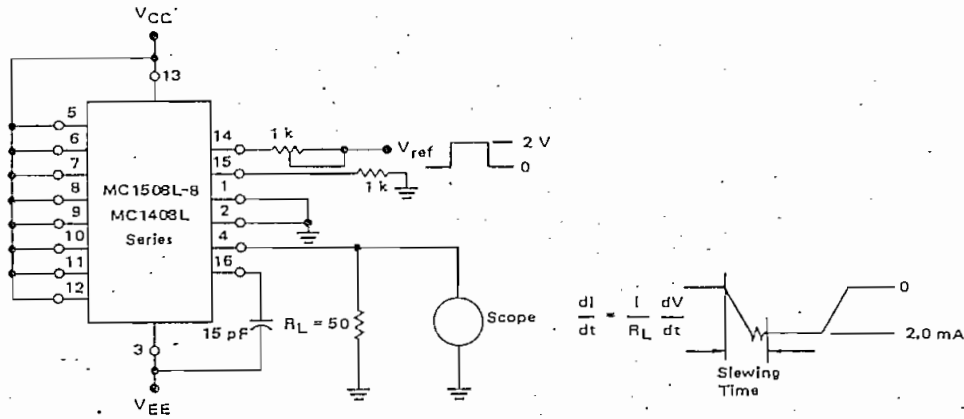 VCC
13
5
6
7
8
9
10
11
12
MC1508L-8
MC1408L
Series
14
15
1
2
4
16
1 k
Vref
2 V
0
1 k
15 pF
RL = 50
Scope
3
VEE
dI/dt = I/RL dV/dt
0
2.0 mA
Slewing
Time